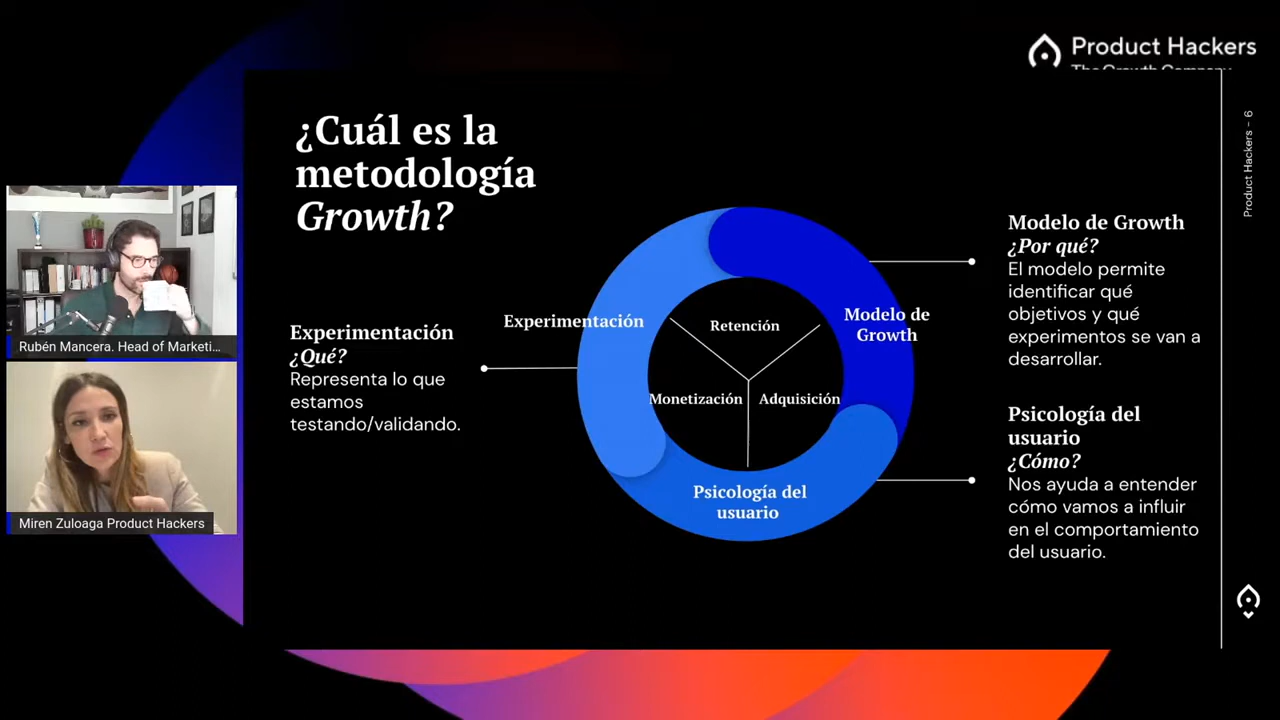 Product Hackers
The Growth Company
Product Hackers - 6
¿Cuál es la
metodología
Growth?
Rubén Mancera. Head of Marketi...
Miren Zuloaga Product Hackers
Experimentación
¿Qué?
Representa lo que
estamos
testando/validando.
Experimentación
Retención
Monetización
Adquisición
Modelo de
Growth
Psicología del
usuario
Modelo de Growth
¿Por qué?
El modelo permite
identificar qué
objetivos y qué
experimentos se van a
desarrollar.
Psicología del
usuario
¿Cómo?
Nos ayuda a entender
cómo vamos a influir
en el comportamiento
del usuario.